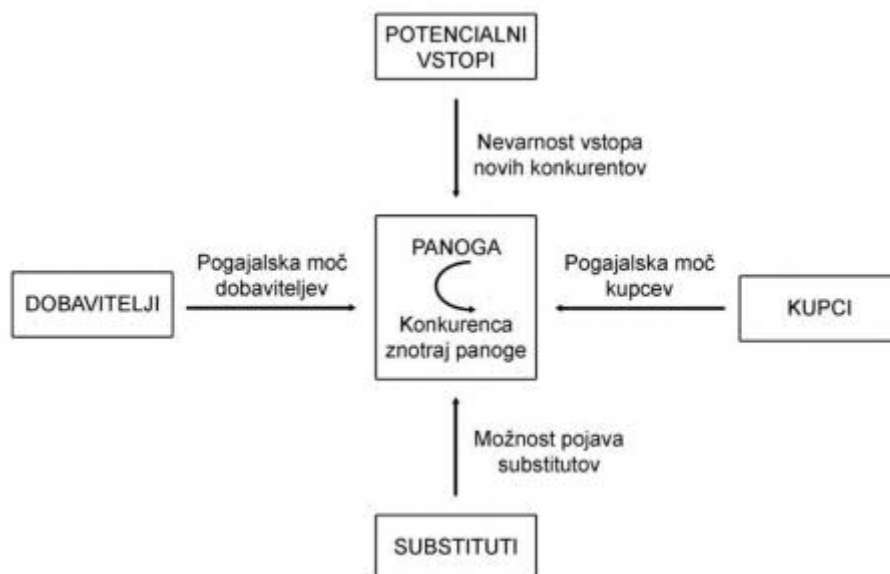 POTENCIALNI
VSTOPI
Nevarnost vstopa
novih konkurentov
DOBAVITELJI
Pogajalska moč
dobaviteljev
PANOGA
Konkurenca
znotraj panoge
Pogajalska moč
kupcev
KUPCI
Možnost pojava
substitutov
SUBSTITUTI